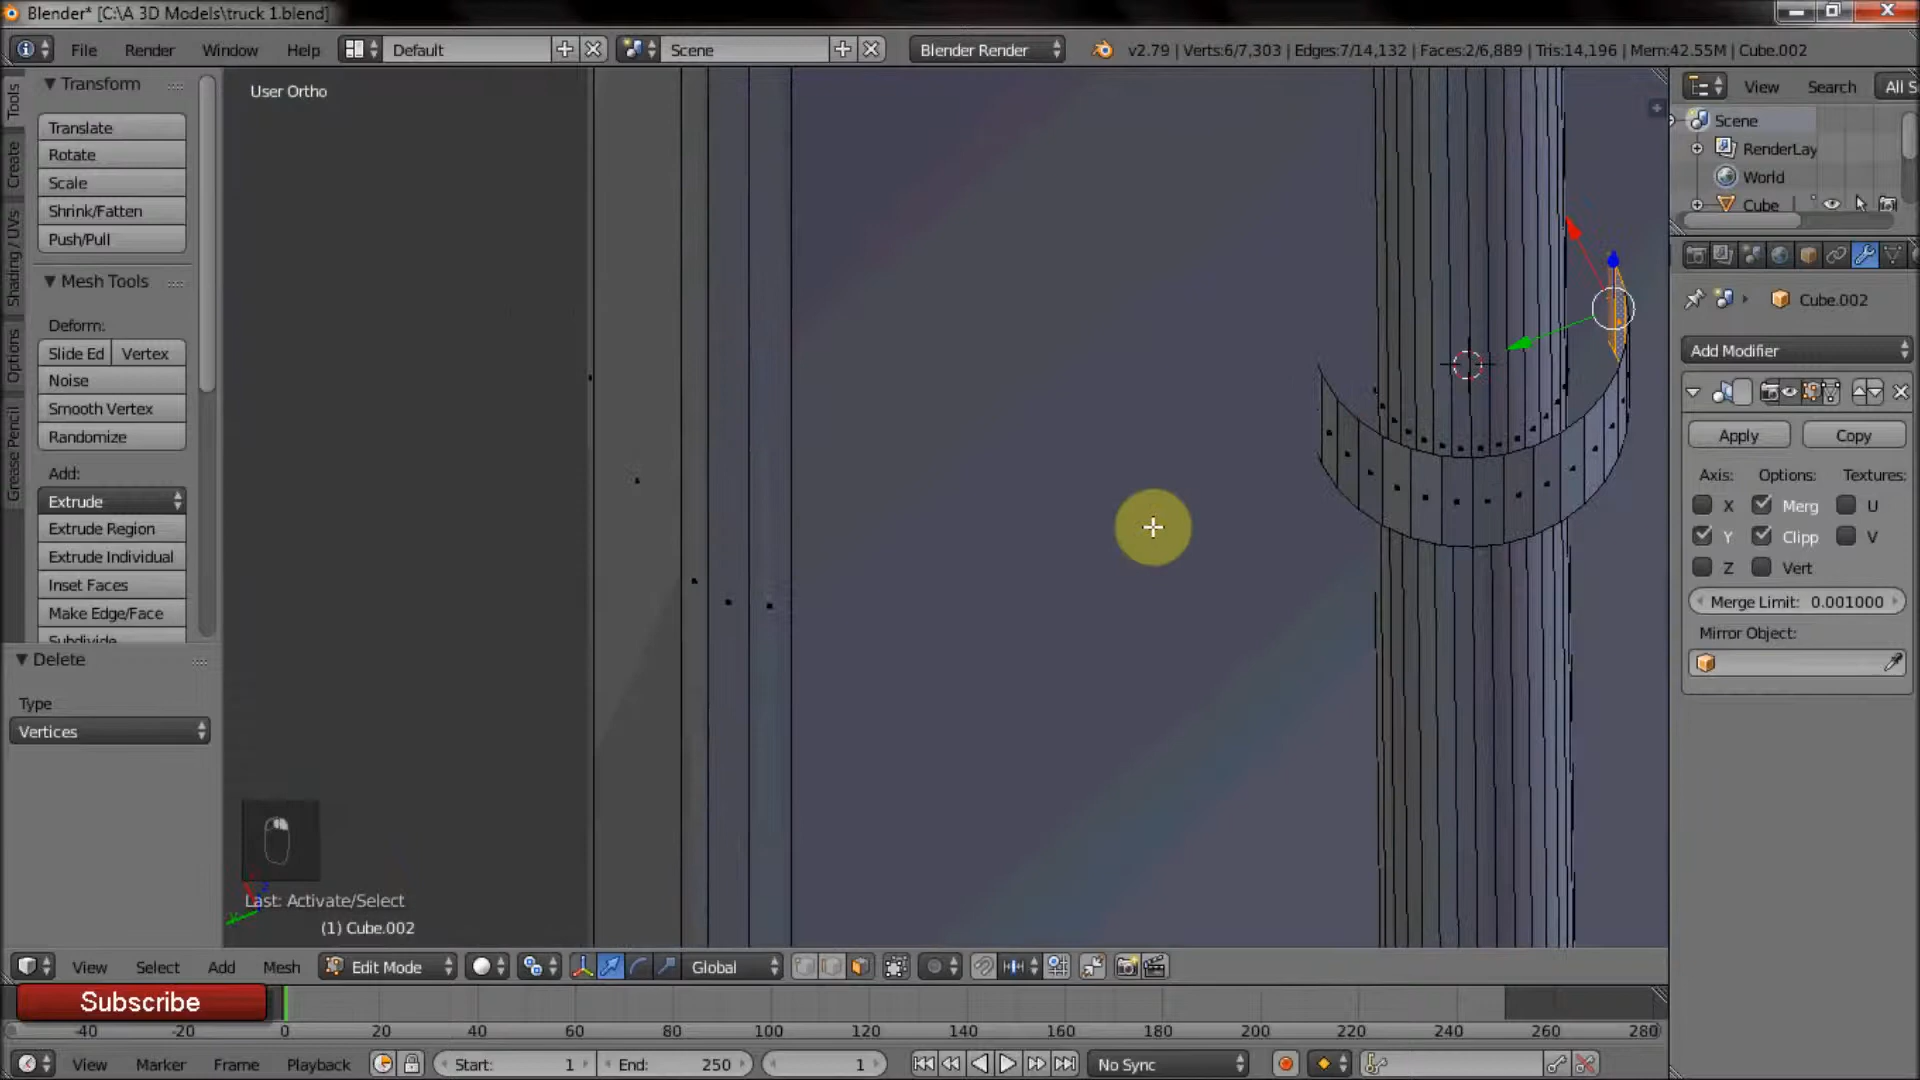 Blender* [C:\A 3D Models\truck 1.blend]
File Render Window Help Default Scene Blender Render v2.79 | Verts:6/7,303 | Edges:7/14,132 | Faces:2/6,889 | Tris:14,196 | Mem:42.55M | Cube.002
Tools
Create
Shading / UVs
Options
Grease Pencil
Transform
Translate
Rotate
Scale
Shrink/Fatten
Push/Pull
Mesh Tools
Deform:
Slide Ed Vertex
Noise
Smooth Vertex
Randomize
Add:
Extrude
Extrude Region
Extrude Individual
Inset Faces
Make Edge/Face
Subdivide
Delete
Type
Vertices
User Ortho
Last: Activate/Select
(1) Cube.002
View Search All S
Scene
RenderLay
World
Cube
Cube.002
Add Modifier
Apply Copy
Axis: Options: Textures:
X Merg U
Y Clipp V
Z Vert
Merge Limit: 0.001000
Mirror Object:
View Select Add Mesh Edit Mode Global
Subscribe
-40 -20 0 20 40 60 80 100 120 140 160 180 200 220 240 260 280
View Marker Frame Playback Start: 1 End: 250 1 No Sync